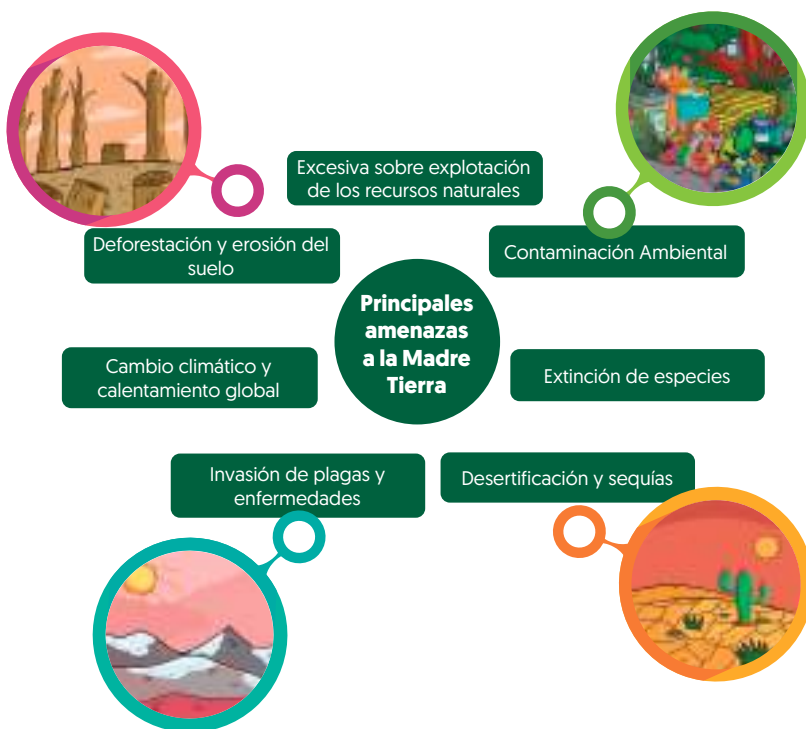 Excesiva sobre explotación
de los recursos naturales
Deforestación y erosión del
suelo
Contaminación Ambiental
Principales
amenazas
a la Madre
Tierra
Cambio climático y
calentamiento global
Extinción de especies
Invasión de plagas y
enfermedades
Desertificación y sequías